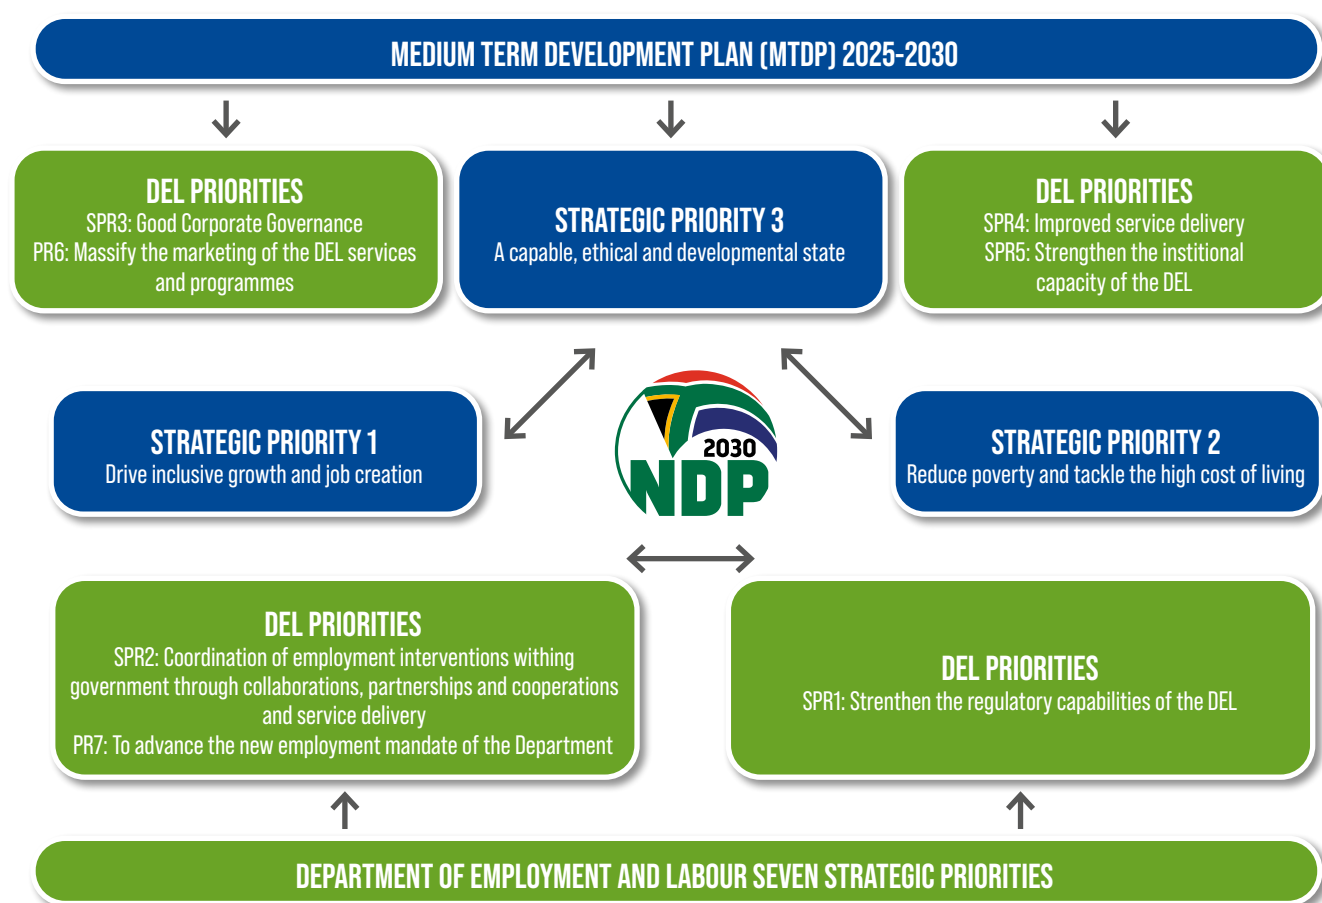 MEDIUM TERM DEVELOPMENT PLAN (MTDP) 2025-2030
DEL PRIORITIES
SPR3: Good Corporate Governance
PR6: Massify the marketing of the DEL services
and programmes
STRATEGIC PRIORITY 3
A capable, ethical and developmental state
DEL PRIORITIES
SPR4: Improved service delivery
SPR5: Strengthen the institional
capacity of the DEL
STRATEGIC PRIORITY 1
Drive inclusive growth and job creation
2030
NDP
STRATEGIC PRIORITY 2
Reduce poverty and tackle the high cost of living
DEL PRIORITIES
SPR2: Coordination of employment interventions withing
government through collaborations, partnerships and cooperations
and service delivery
PR7: To advance the new employment mandate of the Department
DEL PRIORITIES
SPR1: Strenthen the regulatory capabilities of the DEL
DEPARTMENT OF EMPLOYMENT AND LABOUR SEVEN STRATEGIC PRIORITIES